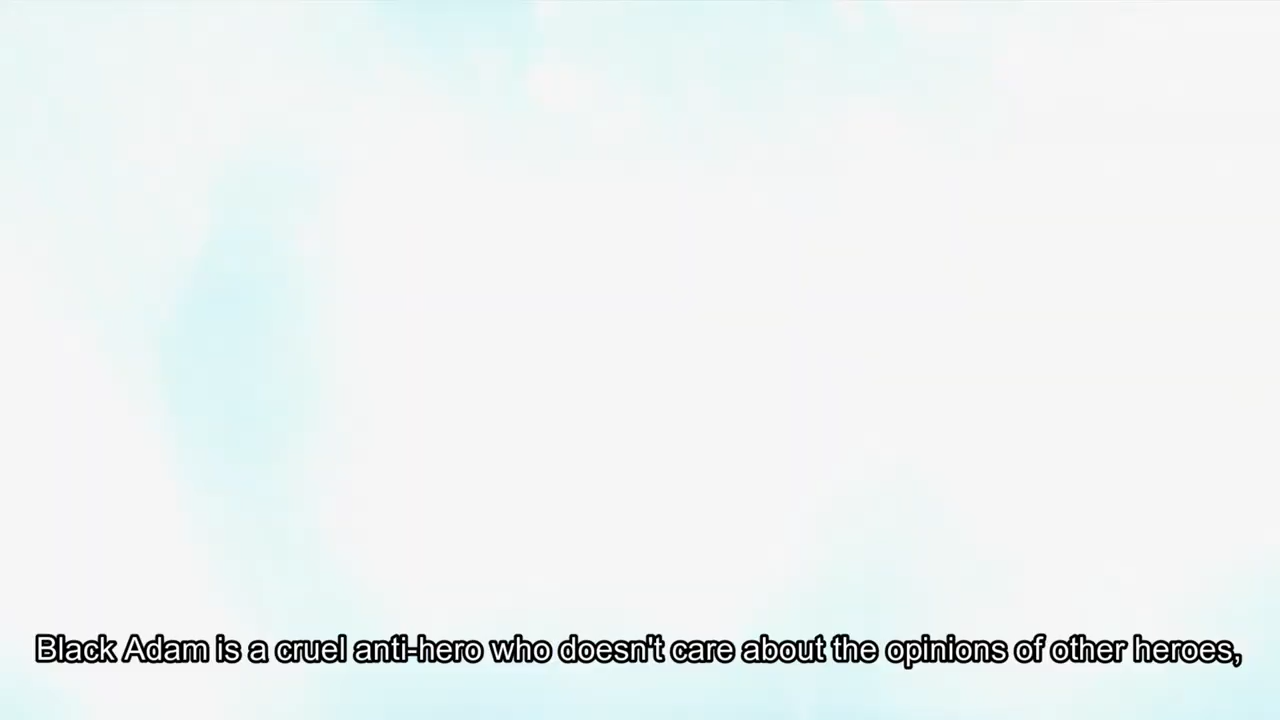 Black Adam is a cruel anti-hero who doesn't care about the opinions of other heroes,